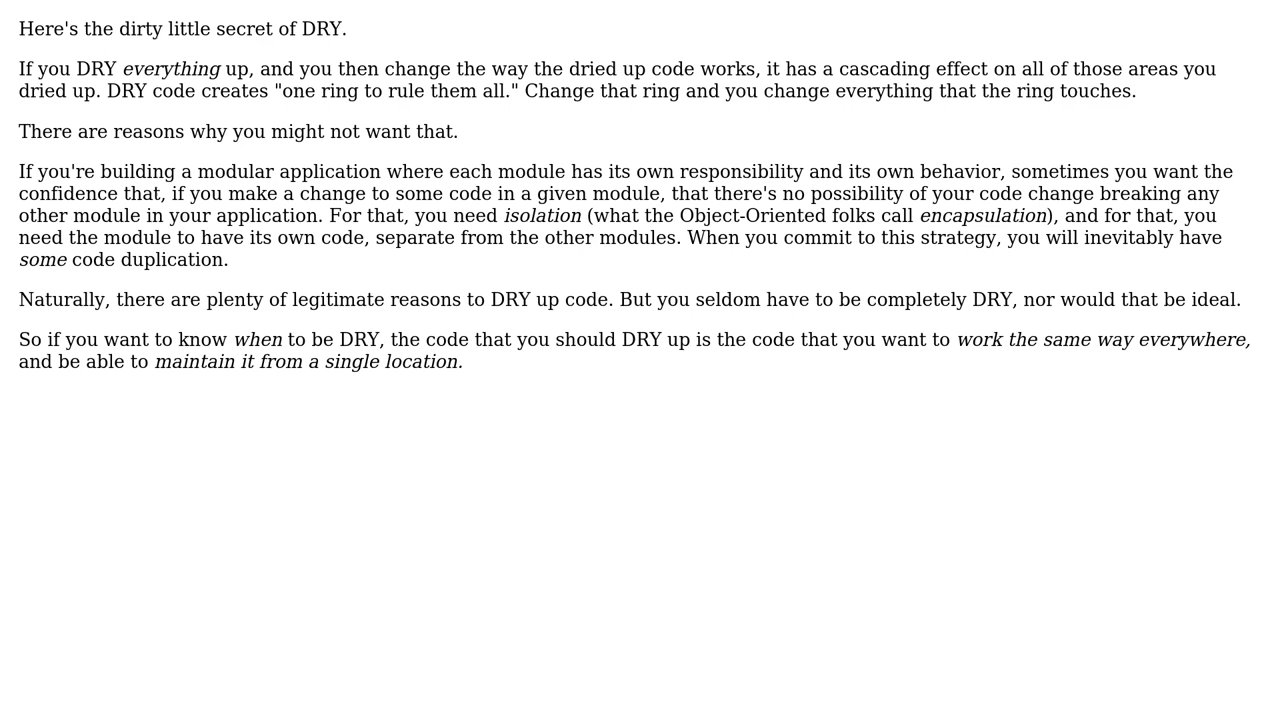 Here's the dirty little secret of DRY.
If you DRY everything up, and you then change the way the dried up code works, it has a cascading effect on all of those areas you
dried up. DRY code creates "one ring to rule them all." Change that ring and you change everything that the ring touches.
There are reasons why you might not want that.
If you're building a modular application where each module has its own responsibility and its own behavior, sometimes you want the
confidence that, if you make a change to some code in a given module, that there's no possibility of your code change breaking any
other module in your application. For that, you need isolation (what the Object-Oriented folks call encapsulation), and for that, you
need the module to have its own code, separate from the other modules. When you commit to this strategy, you will inevitably have
some code duplication.
Naturally, there are plenty of legitimate reasons to DRY up code. But you seldom have to be completely DRY, nor would that be ideal.
So if you want to know when to be DRY, the code that you should DRY up is the code that you want to work the same way everywhere,
and be able to maintain it from a single location.